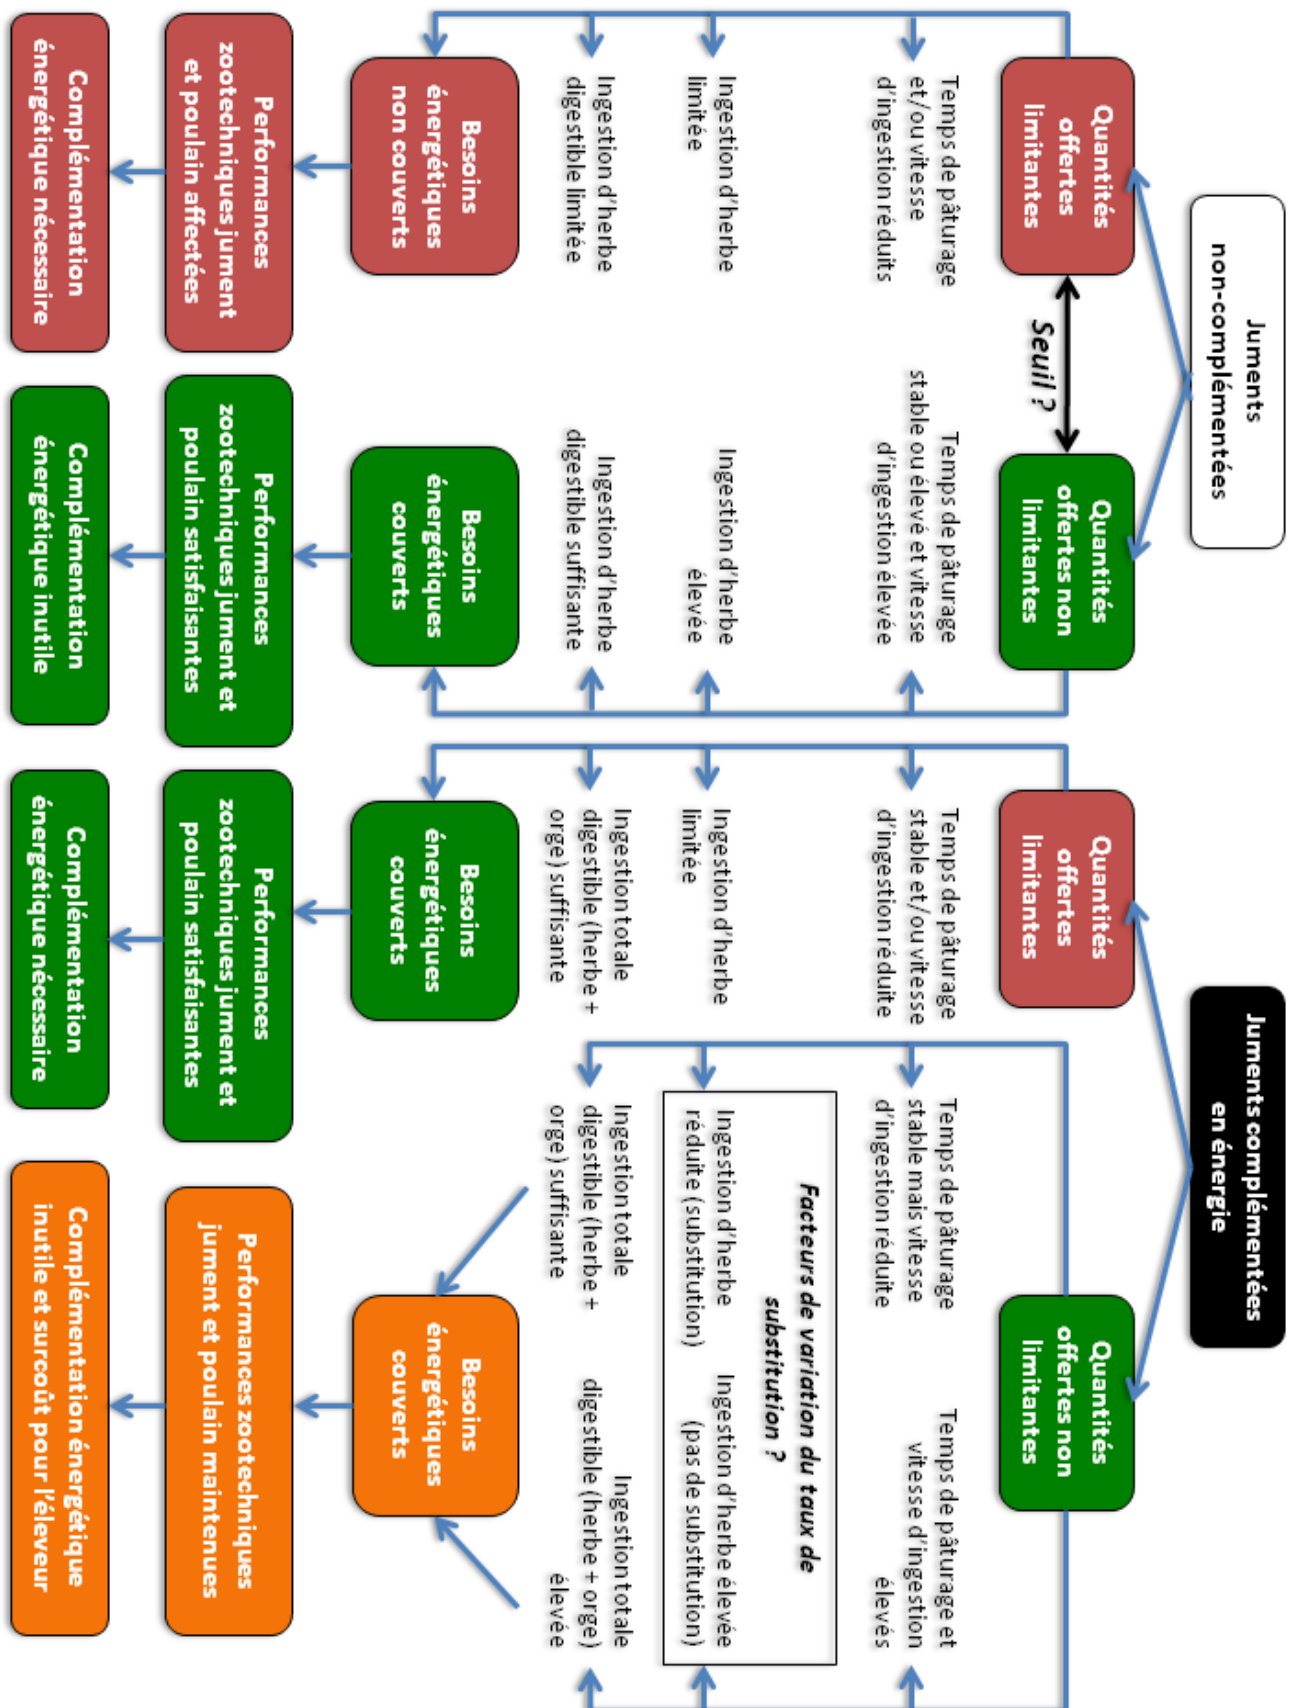 Juments
non-complémentées
Juments complémentées
en énergie
Quantités
offertes
limitantes
Seuil ?
Quantités
offertes non
limitantes
Quantités
offertes
limitantes
Quantités
offertes non
limitantes
Temps de pâturage
et/ou vitesse
d'ingestion réduits
Temps de pâturage
stable ou élevé et vitesse
d'ingestion élevée
Temps de pâturage
stable et/ou vitesse
d'ingestion réduite
Temps de pâturage
stable mais vitesse
d'ingestion réduite
Temps de pâturage et
vitesse d'ingestion
élevés
Facteurs de variation du taux de
substitution ?
Ingestion d'herbe
limitée
Ingestion d'herbe
élevée
Ingestion d'herbe
limitée
Ingestion d'herbe
réduite (substitution)
Ingestion d'herbe élevée
(pas de substitution)
Ingestion d'herbe
digestible limitée
Ingestion d'herbe
digestible suffisante
Ingestion totale
digestible (herbe +
orge) suffisante
Ingestion totale
digestible (herbe +
orge) suffisante
Ingestion totale
digestible (herbe + orge)
élevée
Besoins
énergétiques
non couverts
Besoins
énergétiques
couverts
Besoins
énergétiques
couverts
Besoins
énergétiques
couverts
Performances
zootechniques jument
et poulain affectées
Performances
zootechniques jument et
poulain satisfaisantes
Performances
zootechniques jument et
poulain satisfaisantes
Performances zootechniques
jument et poulain maintenues
Complémentation
énergétique nécessaire
Complémentation
énergétique inutile
Complémentation
énergétique nécessaire
Complémentation énergétique
inutile et surcoût pour l'éleveur